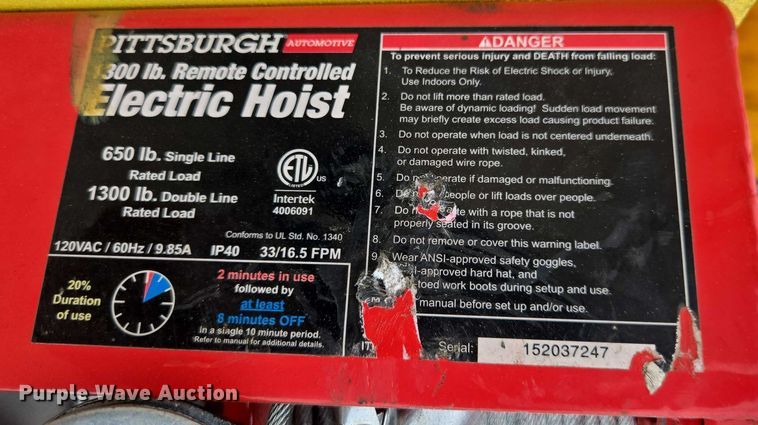 PITTSBURGH AUTOMOTIVE
1300 lb. Remote Controlled
Electric Hoist
650 lb. Single Line
Rated Load
1300 lb. Double Line
Rated Load
ETL LISTED US
Intertek
4006091
Conforms to UL Std. No. 1340
120VAC / 60Hz / 9.85A IP40 33/16.5 FPM
20%
Duration
of use
2 minutes in use
followed by
at least
8 minutes OFF
in a single 10 minute period.
Refer to manual for additional details.
DANGER
To prevent serious injury and DEATH from falling load:
1. To Reduce the Risk of Electric Shock or Injury,
Use Indoors Only.
2. Do not lift more than rated load.
Be aware of dynamic loading! Sudden load movement
may briefly create excess load causing product failure.
3. Do not operate when load is not centered underneath.
4. Do not operate with twisted, kinked,
or damaged wire rope.
5. Do operate if damaged or malfunctioning.
6. people or lift loads over people.
7. Do with a rope that is not
properly seated in its groove.
8. Do not remove or cover this warning label.
9. Wear ANSI-approved safety goggles,
-approved hard hat, and
toed work boots during setup and use.
manual before set up and/or use.
Serial: 152037247
Purple Wave Auction